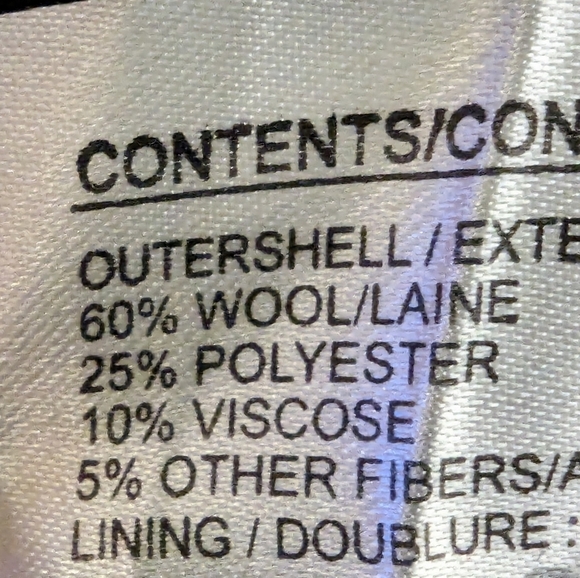 CONTENTS/CON
OUTERSHELL / EXTE
60% WOOL/LAINE
25% POLYESTER
10% VISCOSE
5% OTHER FIBERS/A
LINING / DOUBLURE :